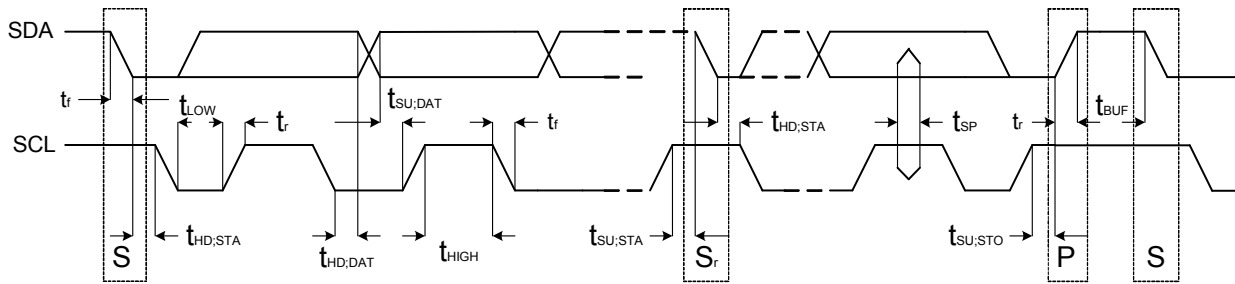 SDA
tf tLOW tr tSU;DAT tf tHD;STA tSP tr tBUF
SCL
tHD;STA tHD;DAT tHIGH tSU;STA tSU;STO
S Sr P S